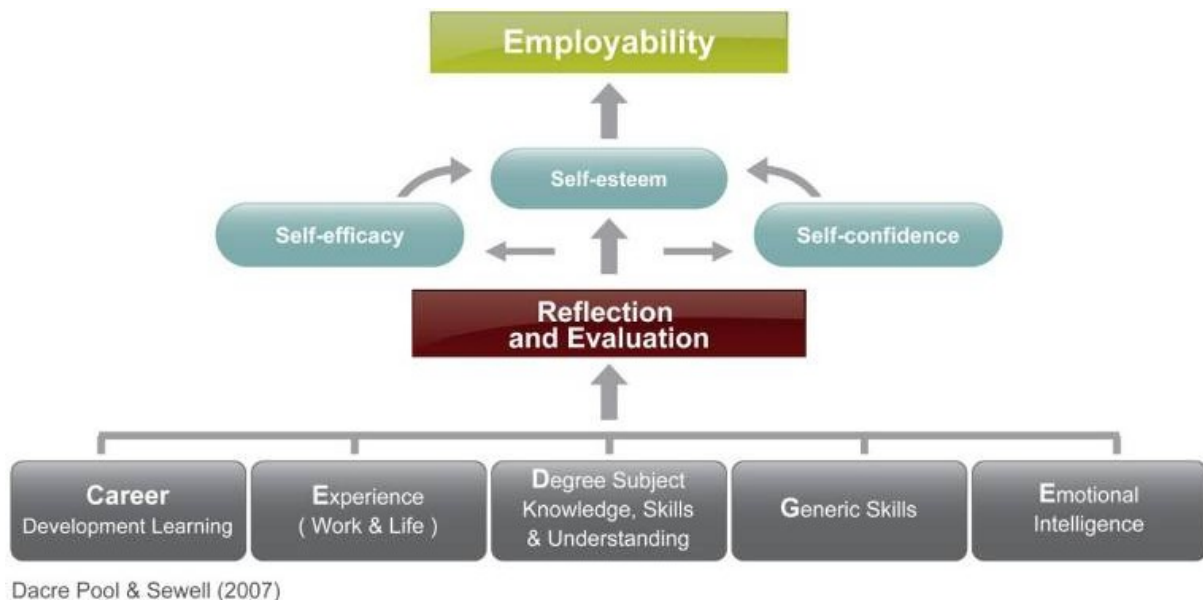 Employability
Self-esteem
Self-efficacy
Self-confidence
Reflection
and Evaluation
Career
Development Learning
Experience
( Work & Life )
Degree Subject
Knowledge, Skills
& Understanding
Generic Skills
Emotional
Intelligence
Dacre Pool & Sewell (2007)